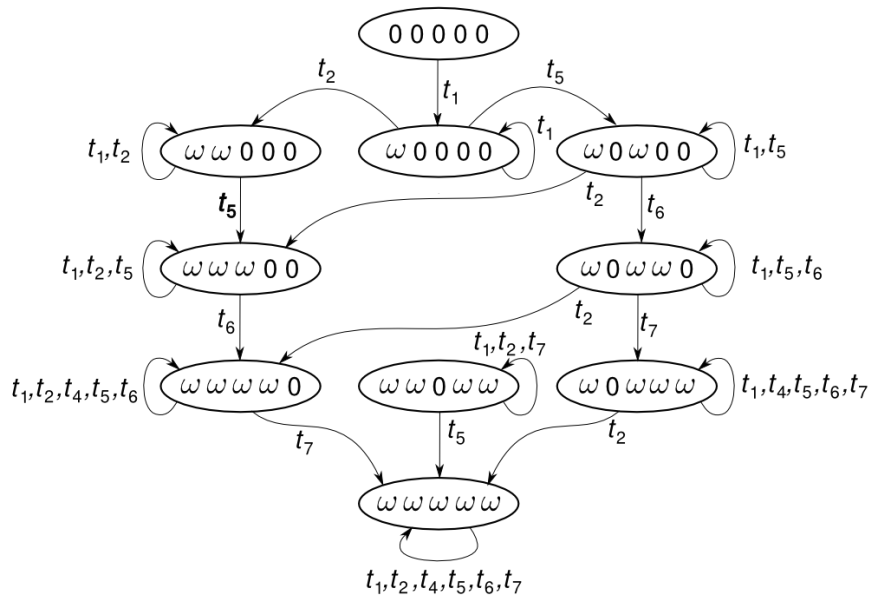 0 0 0 0 0
t₁
t₂
t₅
t₁,t₂
ω ω 0 0 0
ω 0 0 0 0
t₁
ω 0 ω 0 0
t₁,t₅
t₅
t₂
t₆
t₁,t₂,t₅
ω ω ω 0 0
ω 0 ω ω 0
t₁,t₅,t₆
t₆
t₂
t₇
t₁,t₂,t₇
t₁,t₂,t₄,t₅,t₆
ω ω ω ω 0
ω ω 0 ω ω
ω 0 ω ω ω
t₁,t₄,t₅,t₆,t₇
t₇
t₅
t₂
ω ω ω ω ω
t₁,t₂,t₄,t₅,t₆,t₇